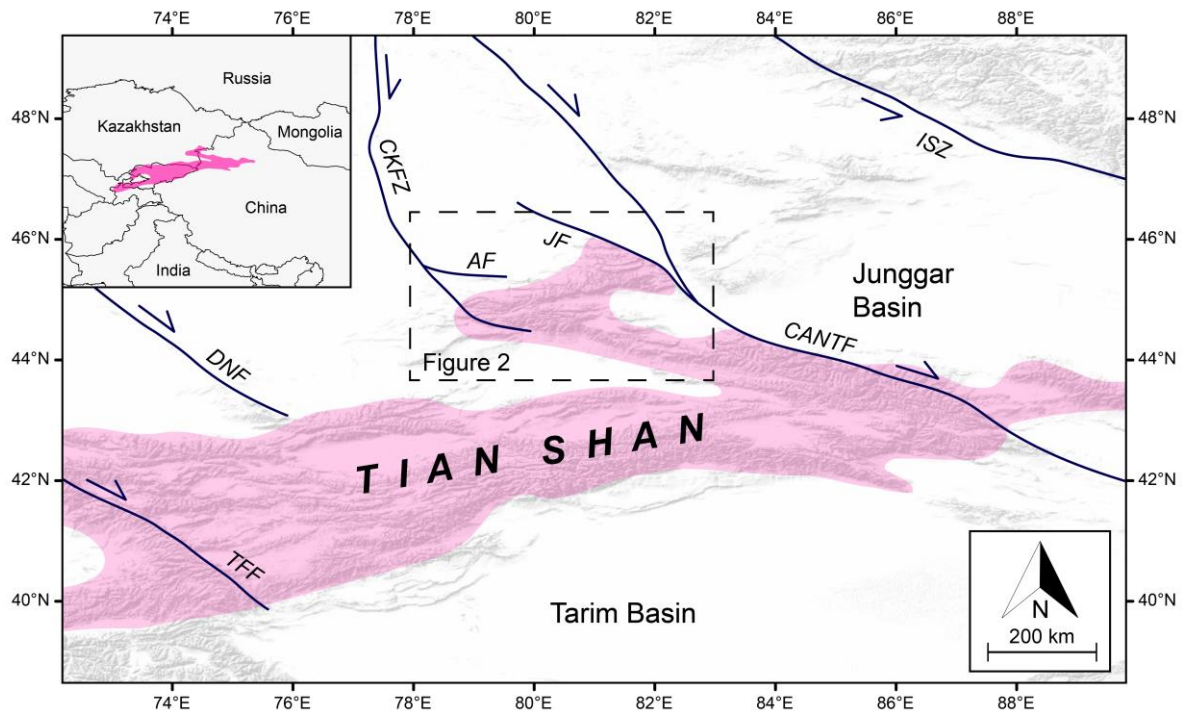 74°E 76°E 78°E 80°E 82°E 84°E 86°E 88°E
Russia
48°N 48°N
Kazakhstan
Mongolia
ISZ
CKFZ
China
46°N 46°N
JF
AF
India
Junggar
Basin
CANTF
DNF
44°N 44°N
Figure 2
TIAN SHAN
42°N 42°N
TFF
40°N 40°N
Tarim Basin
N
200 km
74°E 76°E 78°E 80°E 82°E 84°E 86°E 88°E